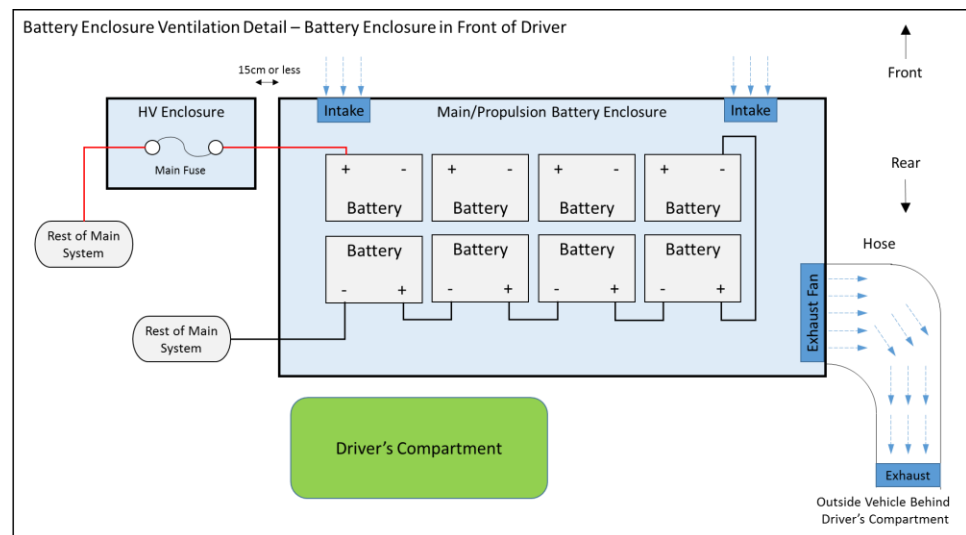 Battery Enclosure Ventilation Detail – Battery Enclosure in Front of Driver
15cm or less
Front
HV Enclosure
Intake
Main/Propulsion Battery Enclosure
Intake
Main Fuse
+ -
Battery
+ -
Battery
+ -
Battery
+ -
Battery
Rear
Rest of Main
System
Battery
- +
Battery
- +
Battery
- +
Battery
- +
Hose
Exhaust Fan
Rest of Main
System
Driver's Compartment
Exhaust
Outside Vehicle Behind
Driver's Compartment